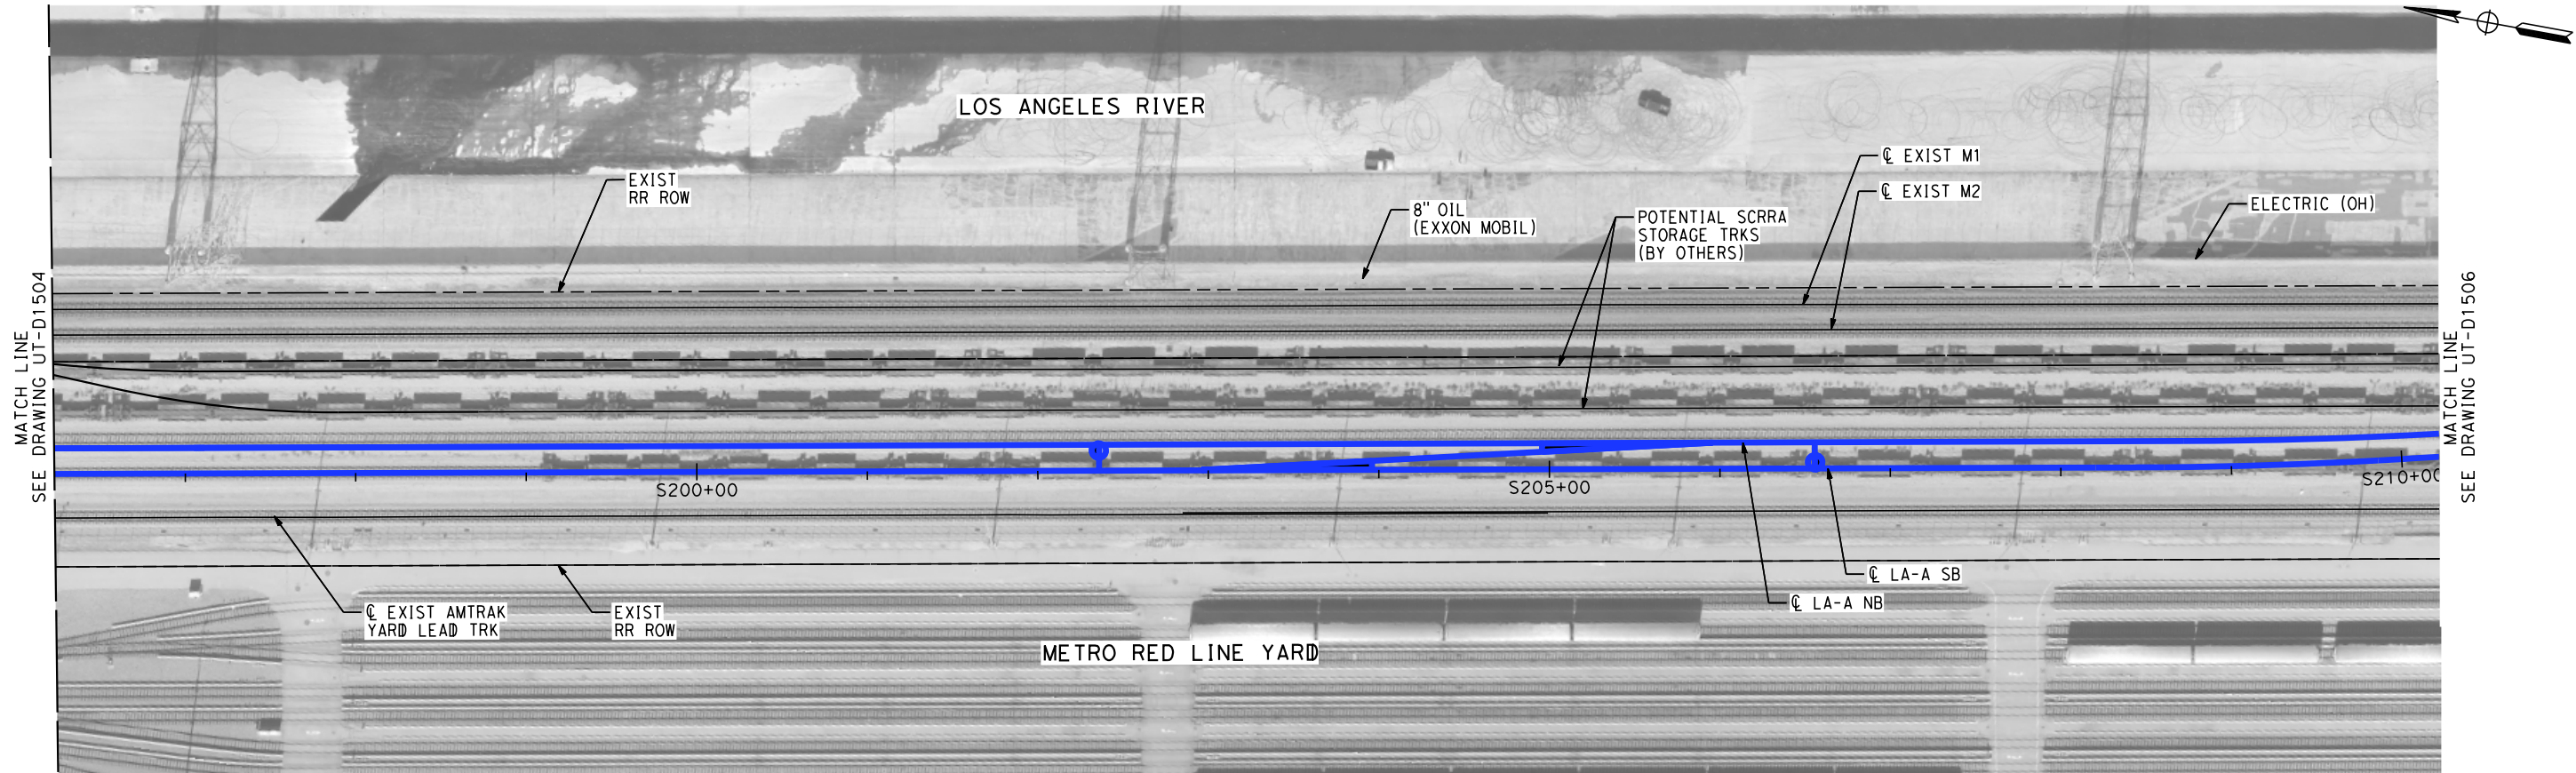 LOS ANGELES RIVER
EXIST
RR ROW
8" OIL
(EXXON MOBIL)
POTENTIAL SCRRA
STORAGE TRKS
(BY OTHERS)
℄ EXIST M1
℄ EXIST M2
ELECTRIC (OH)
MATCH LINE
SEE DRAWING UT-D1504
MATCH LINE
SEE DRAWING UT-D1506
S200+00
S205+00
S210+00
℄ LA-A SB
℄ LA-A NB
℄ EXIST AMTRAK
YARD LEAD TRK
EXIST
RR ROW
METRO RED LINE YARD